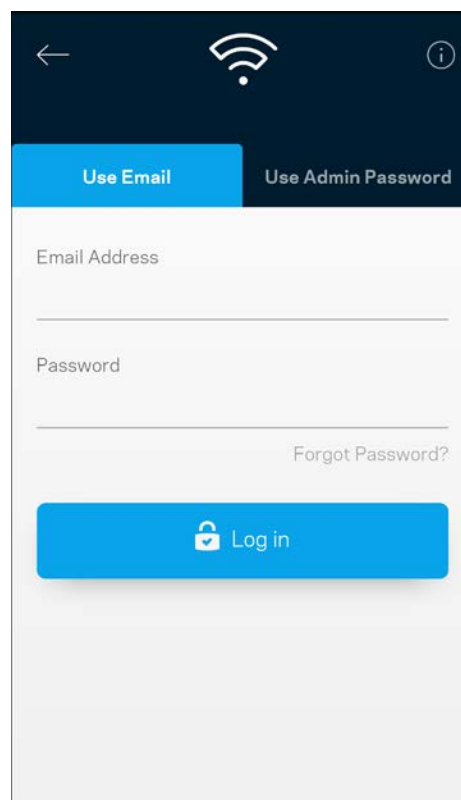 Use Email
Use Admin Password
Email Address
Password
Forgot Password?
Log in